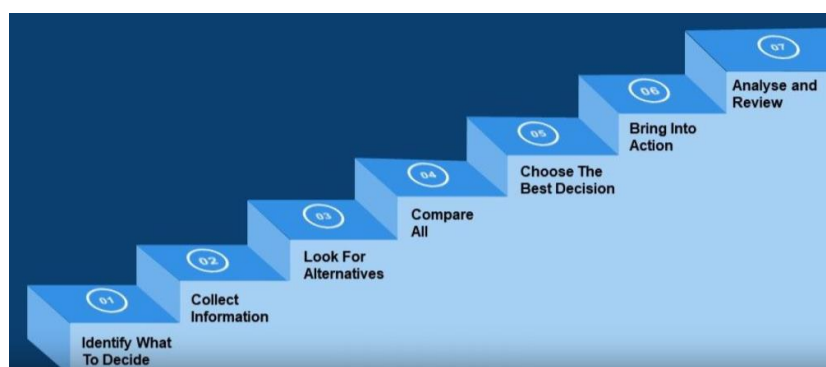 01
Identify What
To Decide
02
Collect
Information
03
Look For
Alternatives
04
Compare
All
05
Choose The
Best Decision
06
Bring Into
Action
07
Analyse and
Review